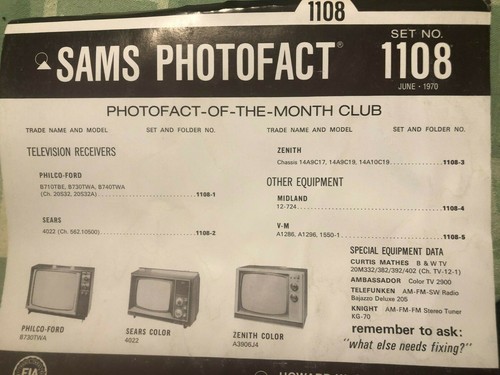 1108
SAMS PHOTOFACT®
SET NO.
1108
JUNE - 1970
PHOTOFACT-OF-THE-MONTH CLUB
TRADE NAME AND MODEL SET AND FOLDER NO.
TELEVISION RECEIVERS
PHILCO-FORD
B710TBE, B730TWA, B740TWA
(Ch. 20S32, 20S32A) 1108-1
SEARS
4022 (Ch. 562.10500) 1108-2
TRADE NAME AND MODEL SET AND FOLDER NO.
ZENITH
Chassis 14A9C17, 14A9C19, 14A10C19 1108-3
OTHER EQUIPMENT
MIDLAND
12-724 1108-4
V-M
A1286, A1296, 1550-1 1108-5
SPECIAL EQUIPMENT DATA
CURTIS MATHES B & W TV
20M332/382/392/402 (Ch. TV-12-1)
AMBASSADOR Color TV 2900
TELEFUNKEN AM-FM-SW Radio
Bajazzo Deluxe 205
KNIGHT AM-FM-FM Stereo Tuner
KG-70
remember to ask:
"what else needs fixing?"
PHILCO-FORD
B730TWA
SEARS COLOR
4022
ZENITH COLOR
A3906J4
EIA